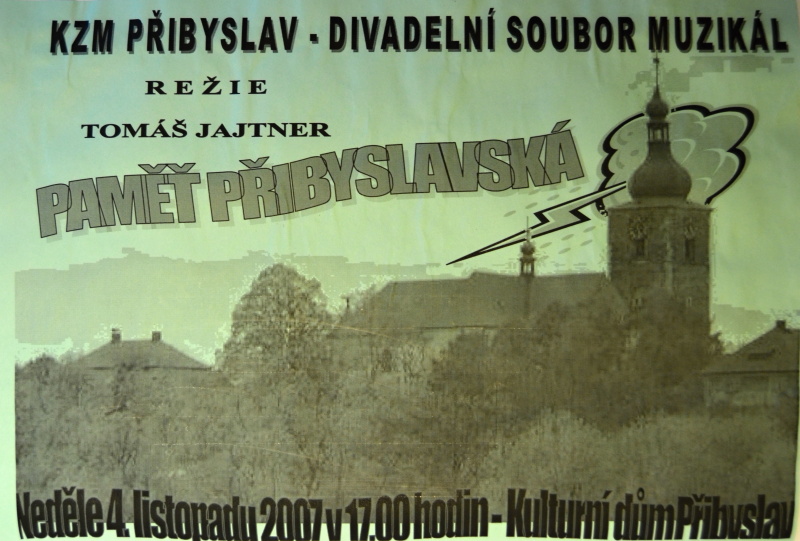 KZM PŘIBYSLAV - DIVADELNÍ SOUBOR MUZIKÁL
REŽIE
TOMÁŠ JAJTNER
PAMĚŤ PŘIBYSLAVSKÁ
Neděle 4. listopadu 2007 v 17.00 hodin - Kulturní dům Přibyslav